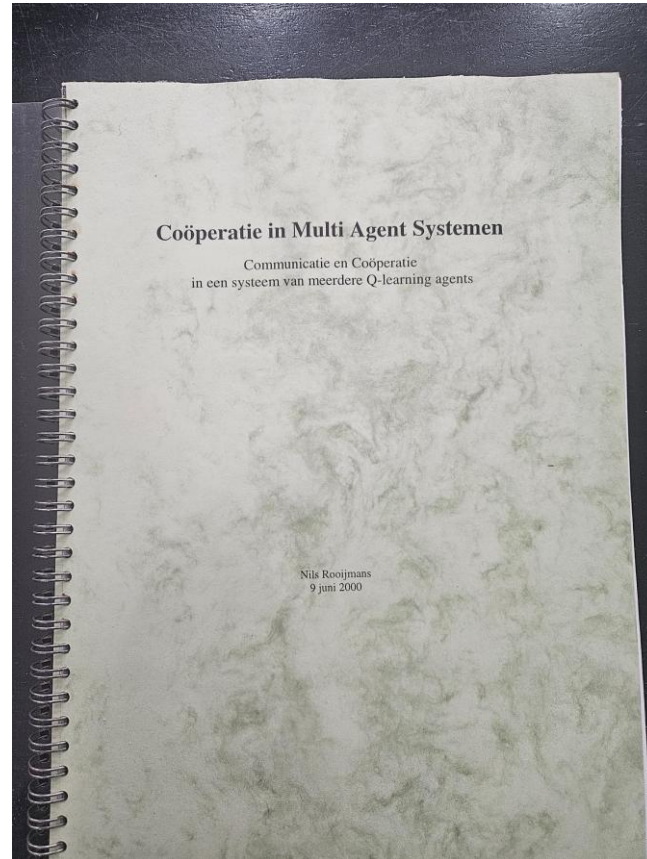 Coöperatie in Multi Agent Systemen
Communicatie en Coöperatie
in een systeem van meerdere Q-learning agents
Nils Rooijmans
9 juni 2000